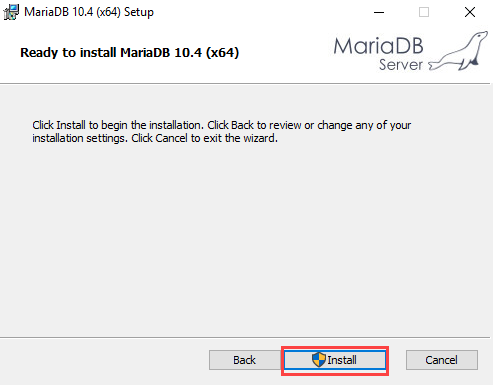 MariaDB 10.4 (x64) Setup
Ready to install MariaDB 10.4 (x64)
MariaDB
Server
Click Install to begin the installation. Click Back to review or change any of your
installation settings. Click Cancel to exit the wizard.
Back
Install
Cancel